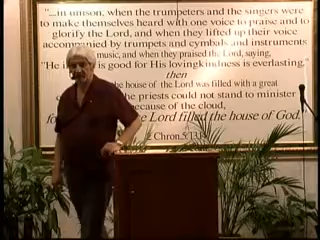 "...In unison, when the trumpeters and the singers were
to make themselves heard with one voice to praise and to
glorify the Lord, and when they lifted up their voice
accompanied by trumpets and cymbals and instruments
music, and when they praised the Lord, saying,
"He is good for His lovingkindness is everlasting,"
then
the house of the Lord was filled with a great
the priests could not stand to minister
because of the cloud,
for the Lord filled the house of God.
Chron. 5:13,14